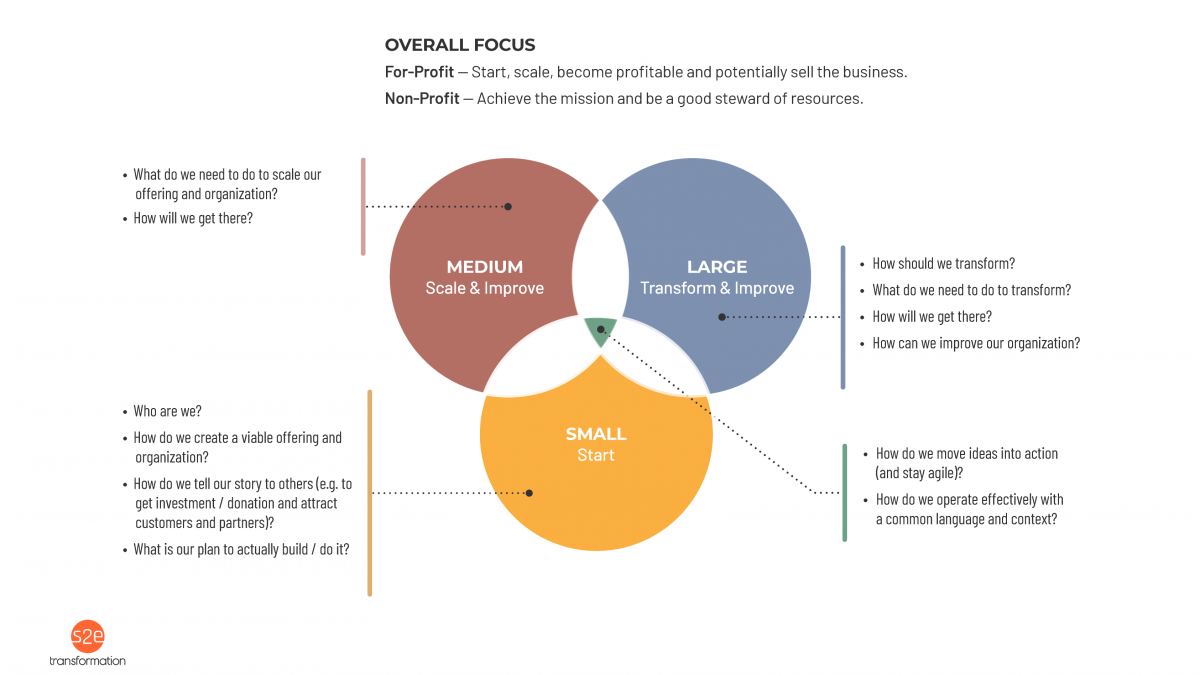 OVERALL FOCUS
For-Profit — Start, scale, become profitable and potentially sell the business.
Non-Profit — Achieve the mission and be a good steward of resources.
• What do we need to do to scale our
offering and organization?
• How will we get there?
MEDIUM
Scale & Improve
LARGE
Transform & Improve
• How should we transform?
• What do we need to do to transform?
• How will we get there?
• How can we improve our organization?
• Who are we?
• How do we create a viable offering and
organization?
• How do we tell our story to others (e.g. to
get investment / donation and attract
customers and partners)?
• What is our plan to actually build / do it?
SMALL
Start
• How do we move ideas into action
(and stay agile)?
• How do we operate effectively with
a common language and context?
s2e
transformation